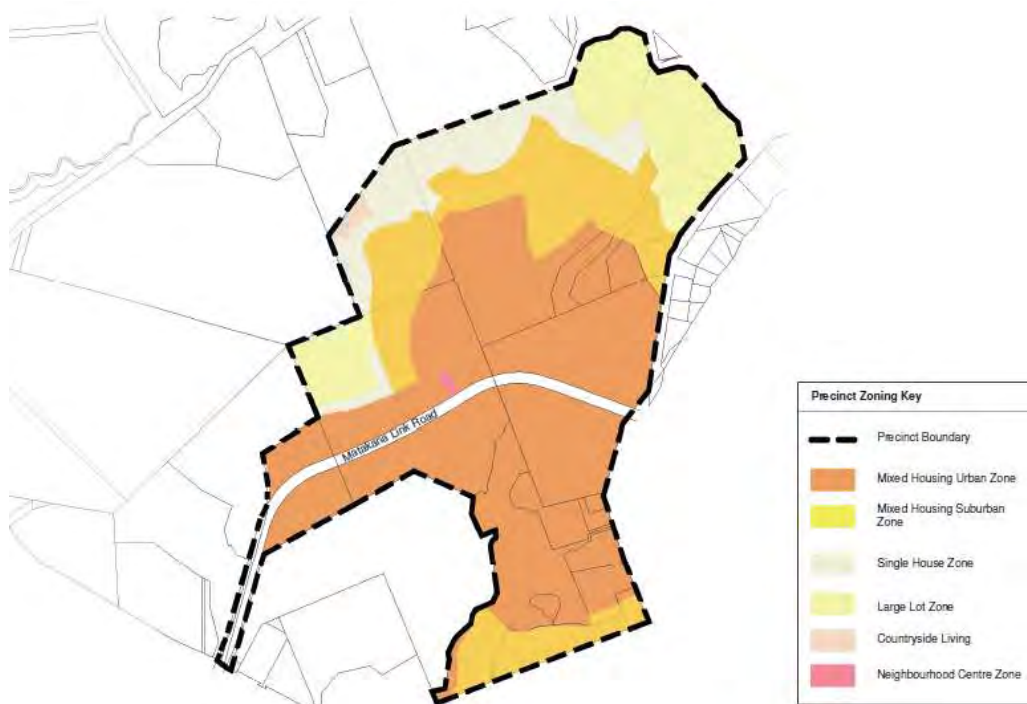 Matakana Link Road
Precinct Zoning Key
Precinct Boundary
Mixed Housing Urban Zone
Mixed Housing Suburban
Zone
Single House Zone
Large Lot Zone
Countryside Living
Neighbourhood Centre Zone